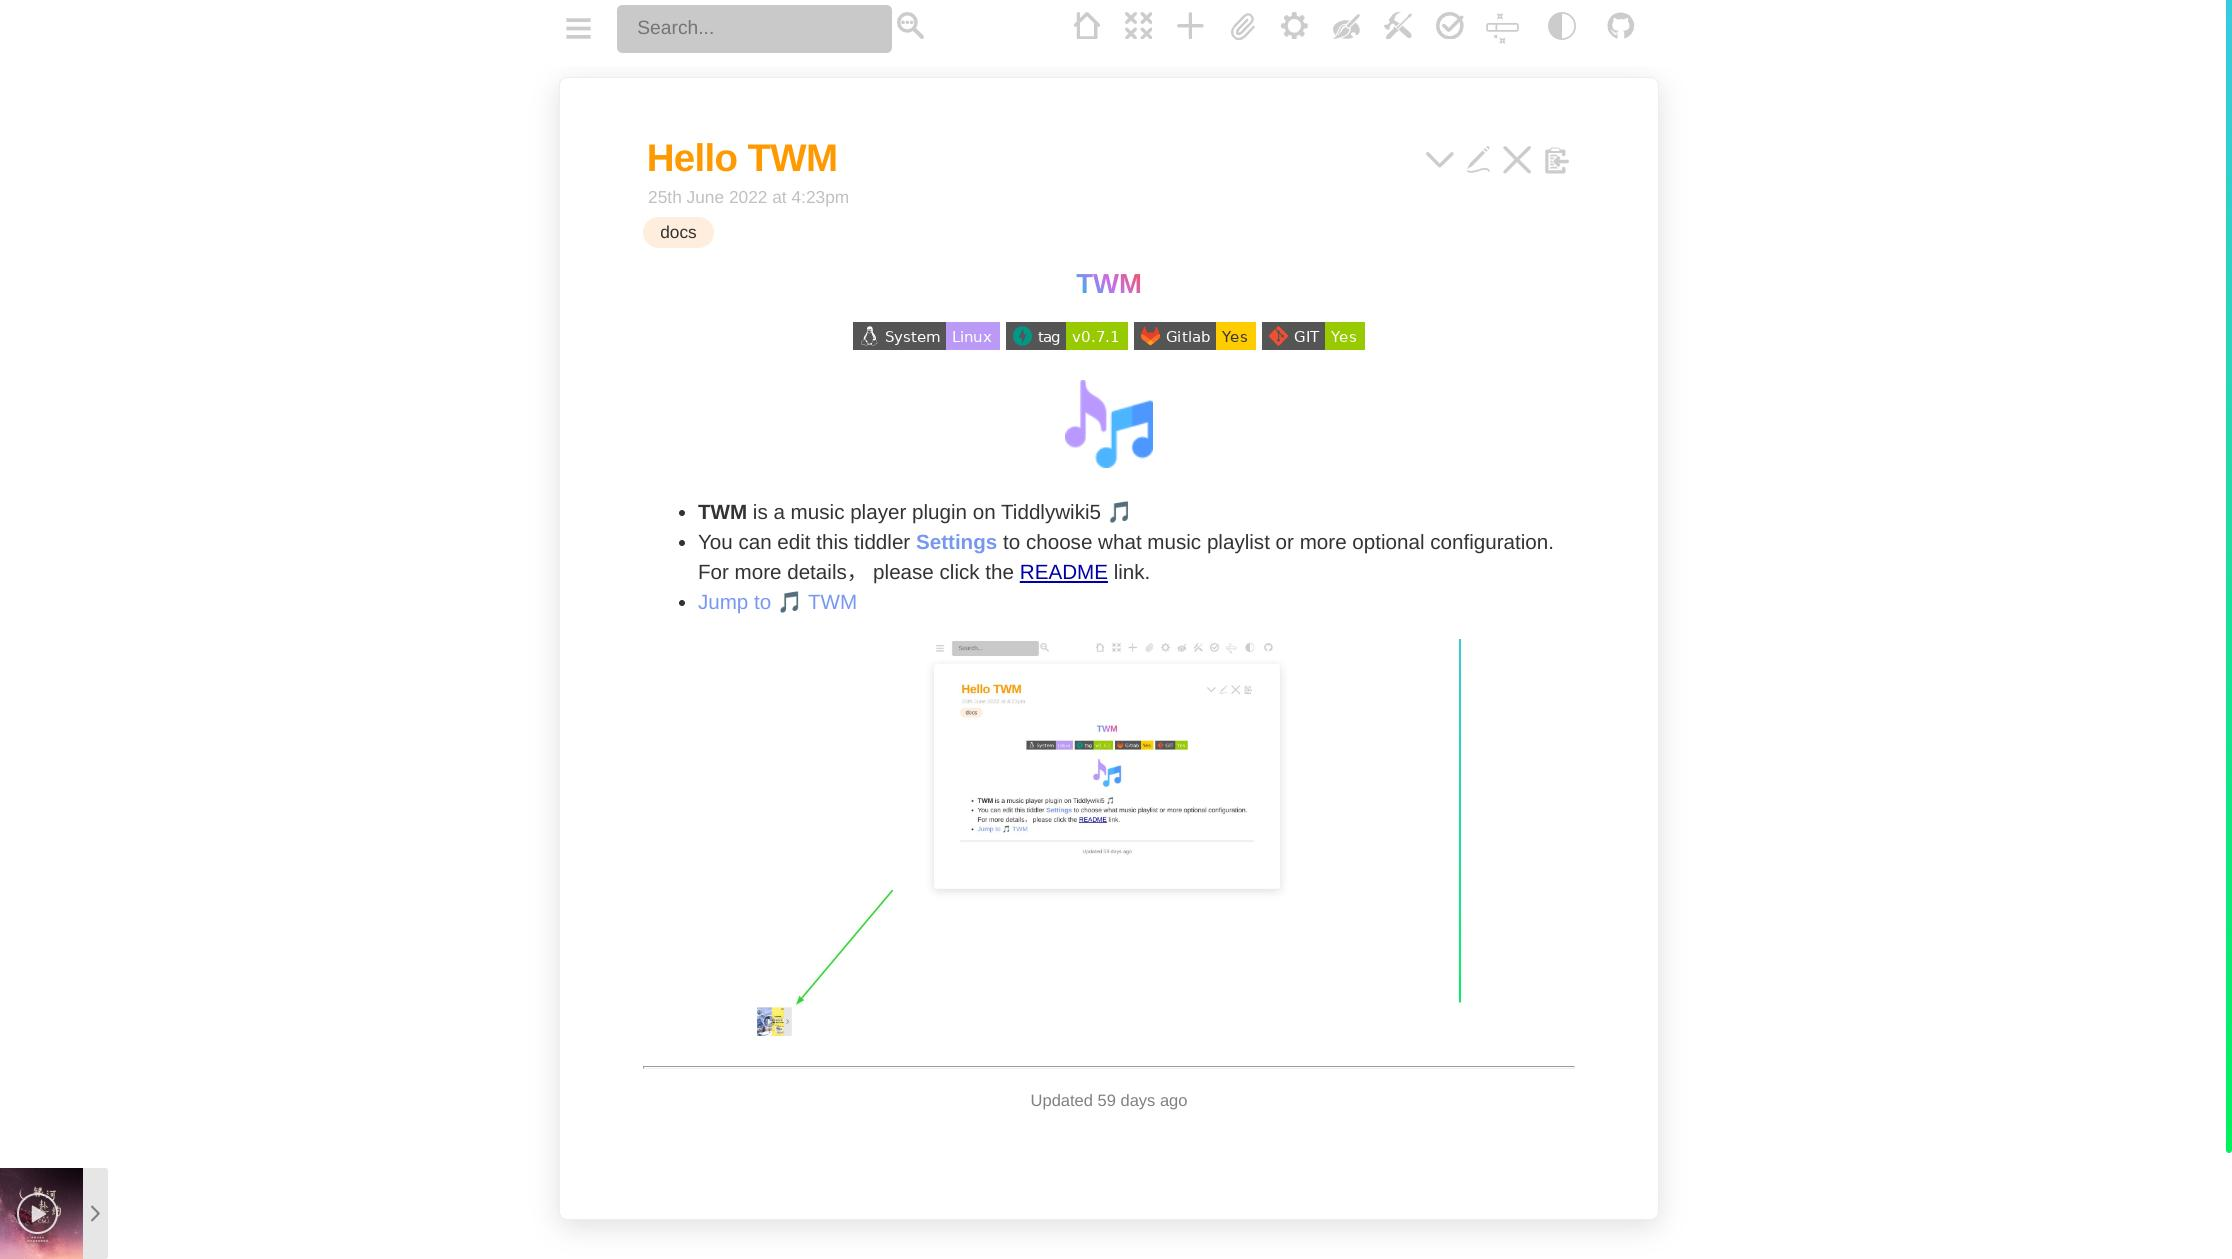 Search...
Hello TWM
25th June 2022 at 4:23pm
docs
TWM
System Linux tag v0.7.1 Gitlab Yes GIT Yes
TWM is a music player plugin on Tiddlywiki5 🎵
You can edit this tiddler Settings to choose what music playlist or more optional configuration.
For more details， please click the README link.
Jump to 🎵 TWM
Search...
Hello TWM
25th June 2022 at 4:23pm
docs
TWM
System Linux tag v0.7.1 Gitlab Yes GIT Yes
TWM is a music player plugin on Tiddlywiki5 🎵
You can edit this tiddler Settings to choose what music playlist or more optional configuration.
For more details， please click the README link.
Jump to 🎵 TWM
Updated 59 days ago
Updated 59 days ago